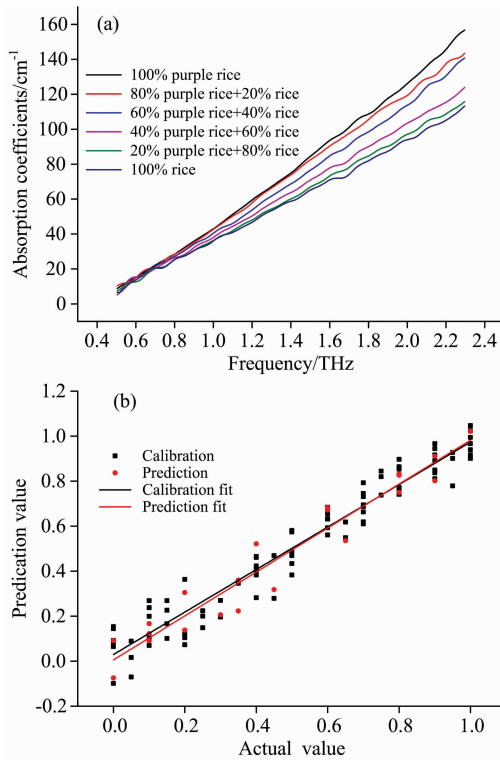 (a)
160
140
120
100
80
60
40
20
0
Absorption coefficients/cm⁻¹
100% purple rice
80% purple rice+20% rice
60% purple rice+40% rice
40% purple rice+60% rice
20% purple rice+80% rice
100% rice
0.4 0.6 0.8 1.0 1.2 1.4 1.6 1.8 2.0 2.2 2.4
Frequency/THz
(b)
1.2
1.0
0.8
0.6
0.4
0.2
0.0
-0.2
Predication value
Calibration
Prediction
Calibration fit
Prediction fit
0.0 0.2 0.4 0.6 0.8 1.0
Actual value